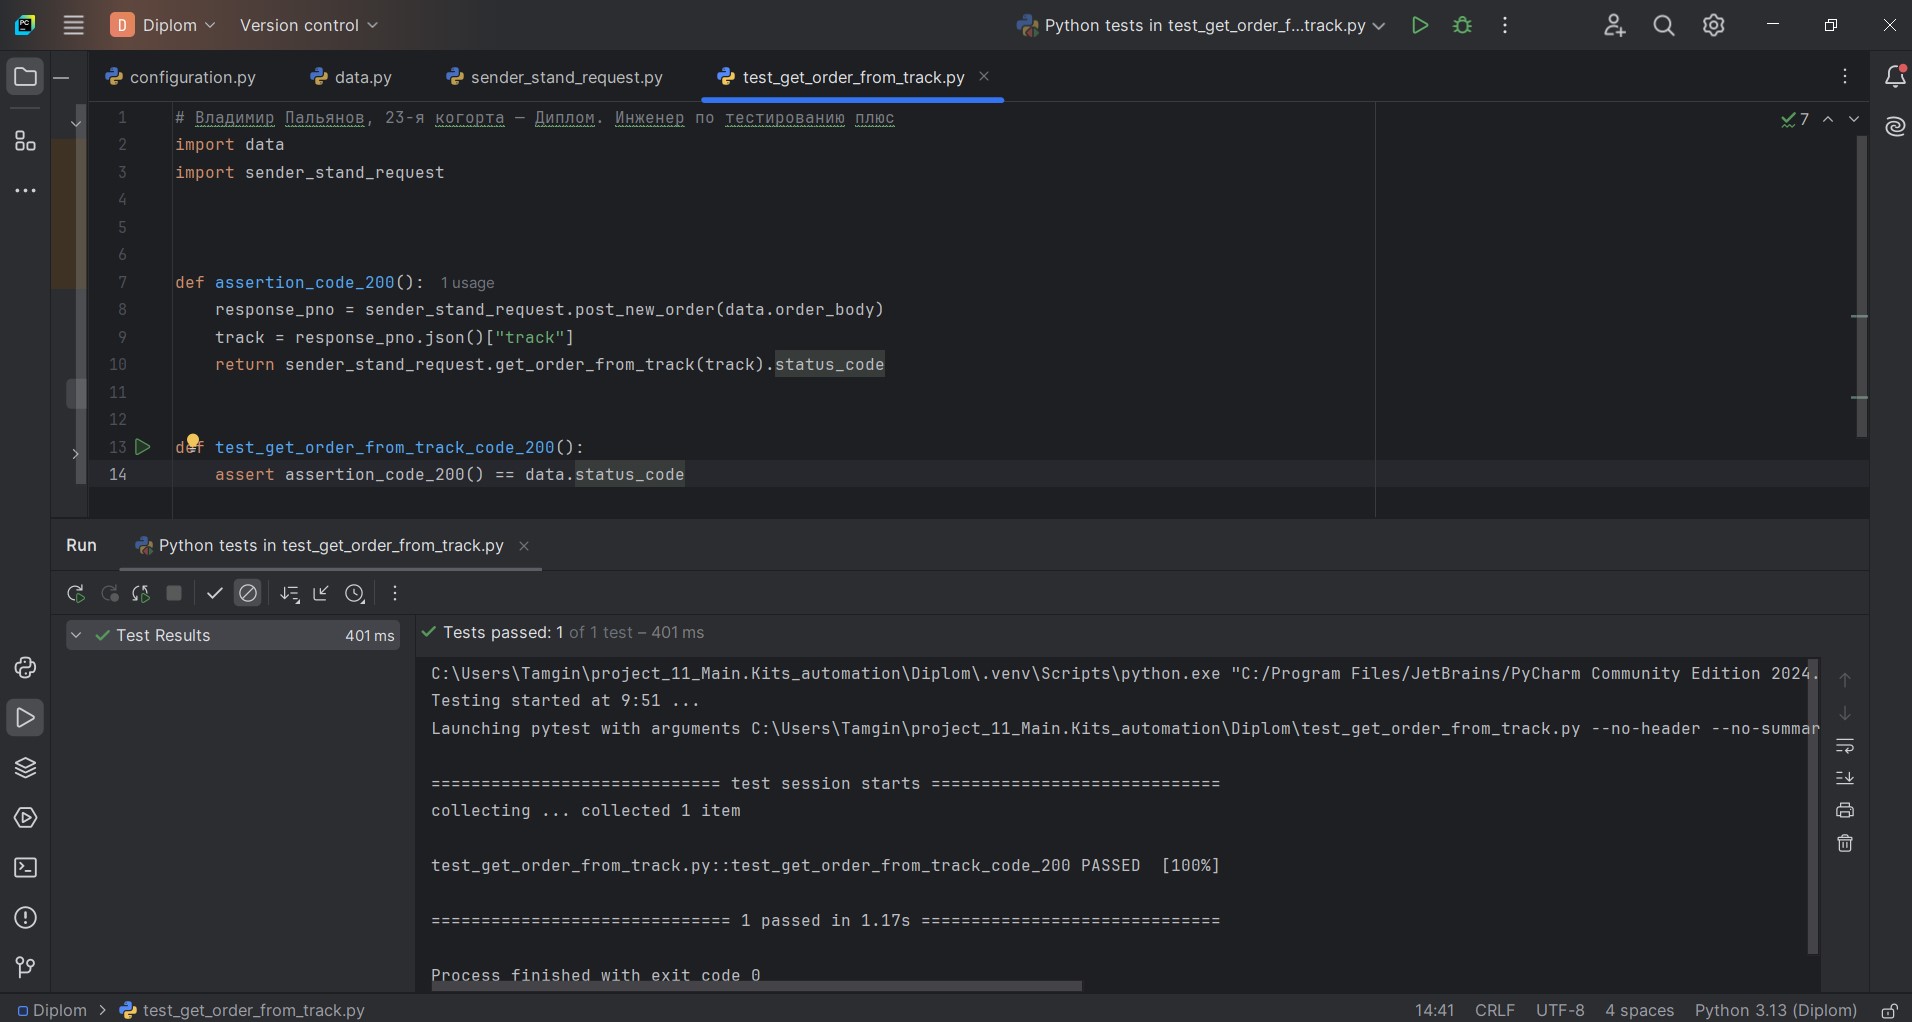 D Diplom Version control Python tests in test_get_order_f...track.py
configuration.py data.py sender_stand_request.py test_get_order_from_track.py
1 # Владимир Пальянов, 23-я когорта — Диплом. Инженер по тестированию плюс 7
2 import data
3 import sender_stand_request
4
5
6
7 def assertion_code_200(): 1 usage
8 response_pno = sender_stand_request.post_new_order(data.order_body)
9 track = response_pno.json()["track"]
10 return sender_stand_request.get_order_from_track(track).status_code
11
12
13 def test_get_order_from_track_code_200():
14 assert assertion_code_200() == data.status_code
Run Python tests in test_get_order_from_track.py
Test Results 401 ms
Tests passed: 1 of 1 test – 401 ms
C:\Users\Tamgin\project_11_Main.Kits_automation\Diplom\.venv\Scripts\python.exe "C:/Program Files/JetBrains/PyCharm Community Edition 2024.
Testing started at 9:51 ...
Launching pytest with arguments C:\Users\Tamgin\project_11_Main.Kits_automation\Diplom\test_get_order_from_track.py --no-header --no-summar
============================= test session starts =============================
collecting ... collected 1 item
test_get_order_from_track.py::test_get_order_from_track_code_200 PASSED [100%]
============================== 1 passed in 1.17s ==============================
Process finished with exit code 0
Diplom > test_get_order_from_track.py 14:41 CRLF UTF-8 4 spaces Python 3.13 (Diplom)